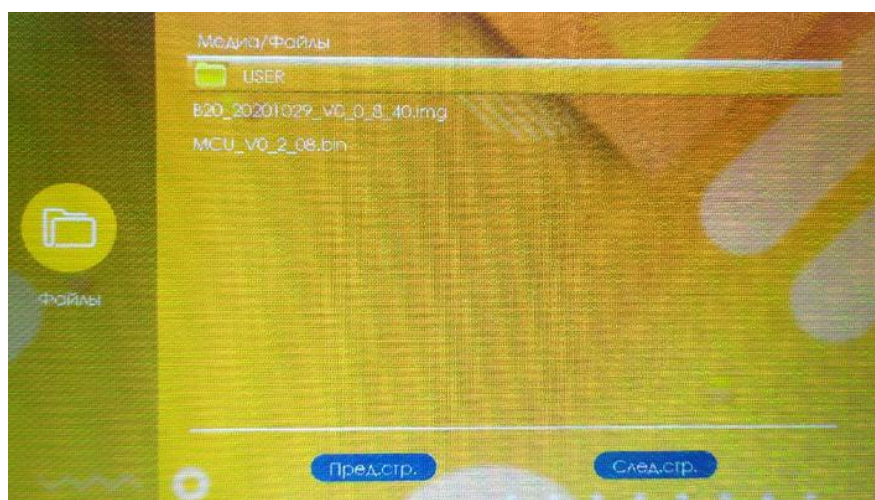 Медиа/Файлы
USER
B20_20201029_V0_0_8_40.img
MCU_V0_2_08.bin
Файлы
Пред.стр.
След.стр.